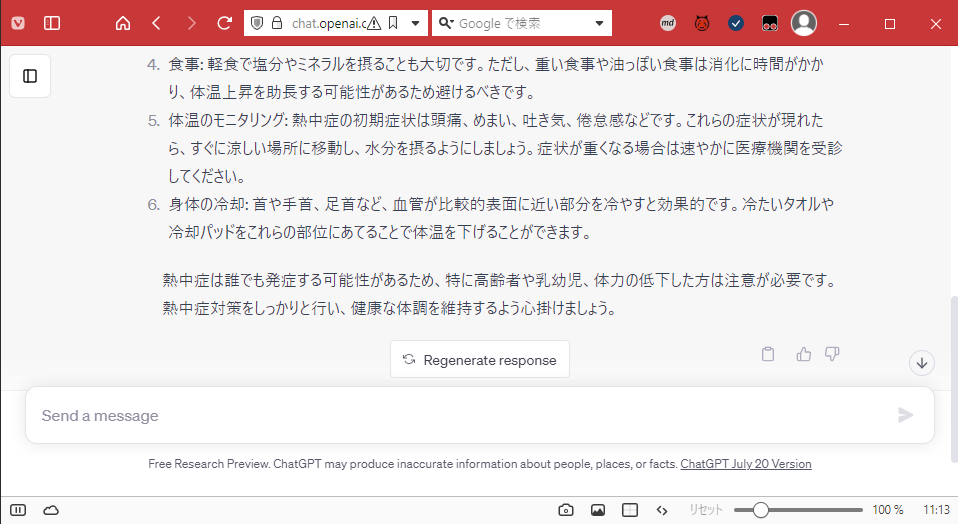 chat.openai.c
Google で検索
md
4. 食事: 軽食で塩分やミネラルを摂ることも大切です。ただし、重い食事や油っぽい食事は消化に時間がかか
り、体温上昇を助長する可能性があるため避けるべきです。
5. 体温のモニタリング: 熱中症の初期症状は頭痛、めまい、吐き気、倦怠感などです。これらの症状が現れた
ら、すぐに涼しい場所に移動し、水分を摂るようにしましょう。症状が重くなる場合は速やかに医療機関を受診
してください。
6. 身体の冷却: 首や手首、足首など、血管が比較的表面に近い部分を冷やすと効果的です。冷たいタオルや
冷却パッドをこれらの部位にあてることで体温を下げることができます。
熱中症は誰でも発症する可能性があるため、特に高齢者や乳幼児、体力の低下した方は注意が必要です。
熱中症対策をしっかりと行い、健康な体調を維持するよう心掛けましょう。
Regenerate response
Send a message
Free Research Preview. ChatGPT may produce inaccurate information about people, places, or facts. ChatGPT July 20 Version
リセット 100 % 11:13